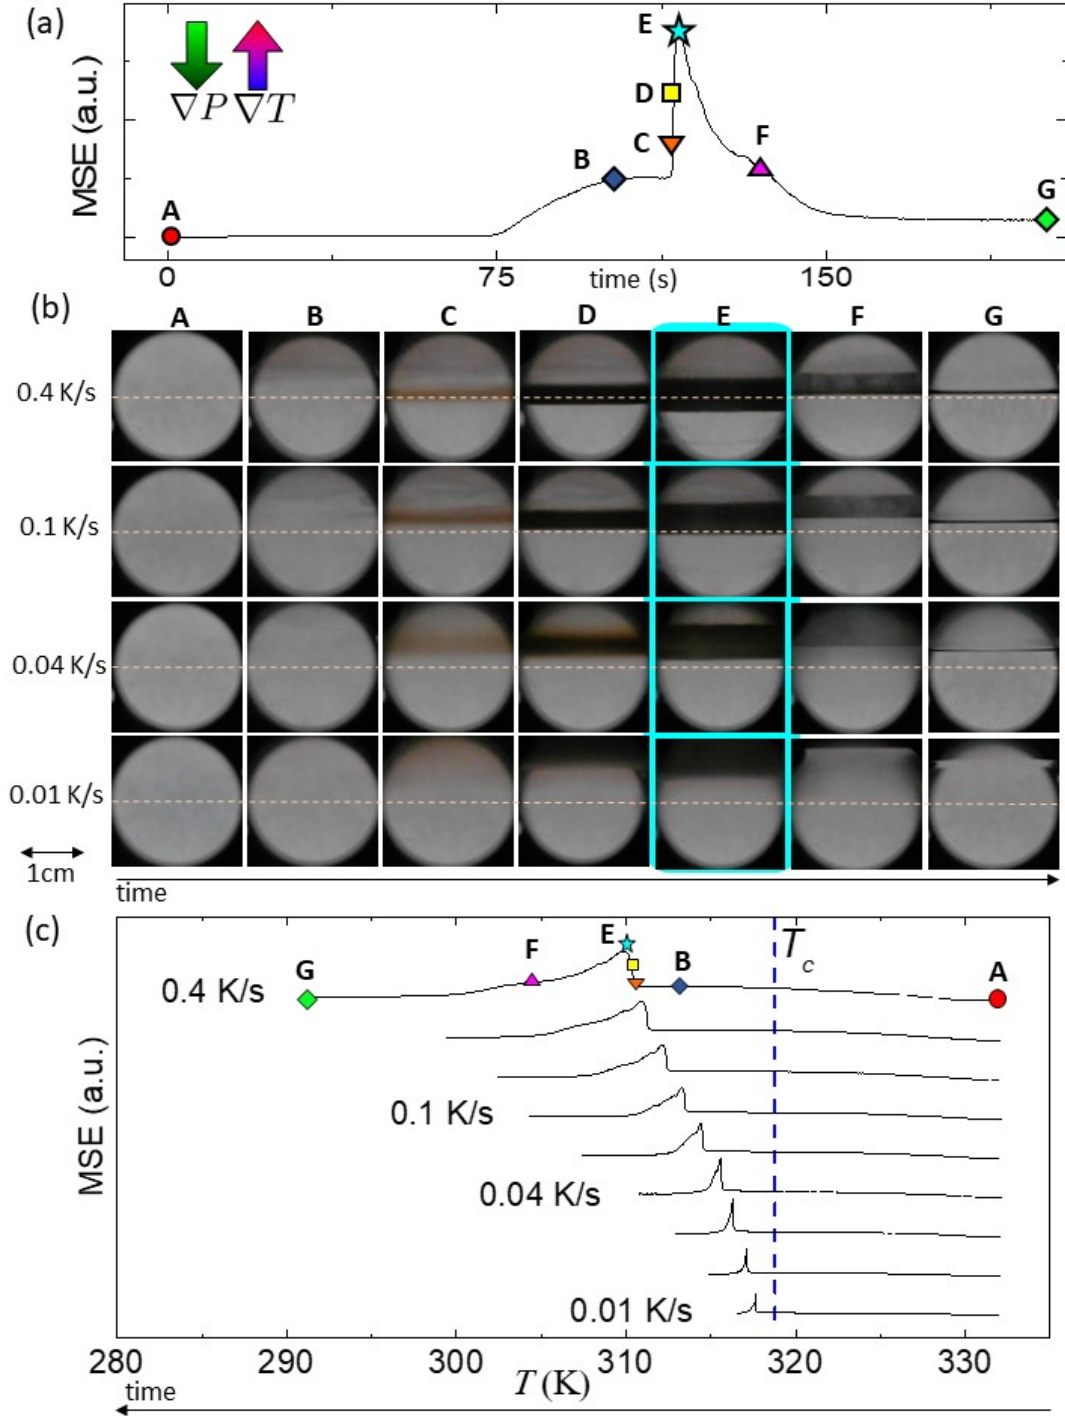 (a)
∇P ∇T
MSE (a.u.)
A
B
C
D
E
F
G
0 75 time (s) 150
(b)
A B C D E F G
0.4 K/s
0.1 K/s
0.04 K/s
0.01 K/s
1cm
time
(c)
MSE (a.u.)
G F E B A
T_c
0.4 K/s
0.1 K/s
0.04 K/s
0.01 K/s
280 290 300 310 320 330
time
T (K)